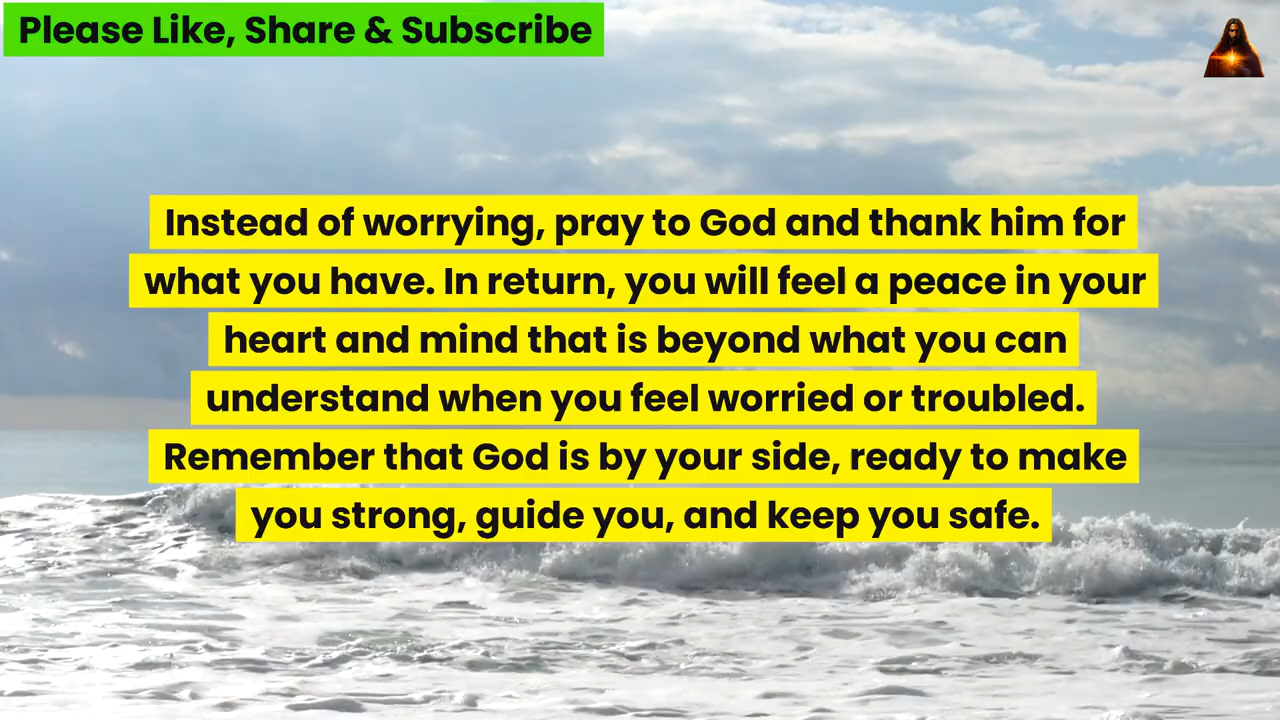 Please Like, Share & Subscribe
Instead of worrying, pray to God and thank him for
what you have. In return, you will feel a peace in your
heart and mind that is beyond what you can
understand when you feel worried or troubled.
Remember that God is by your side, ready to make
you strong, guide you, and keep you safe.